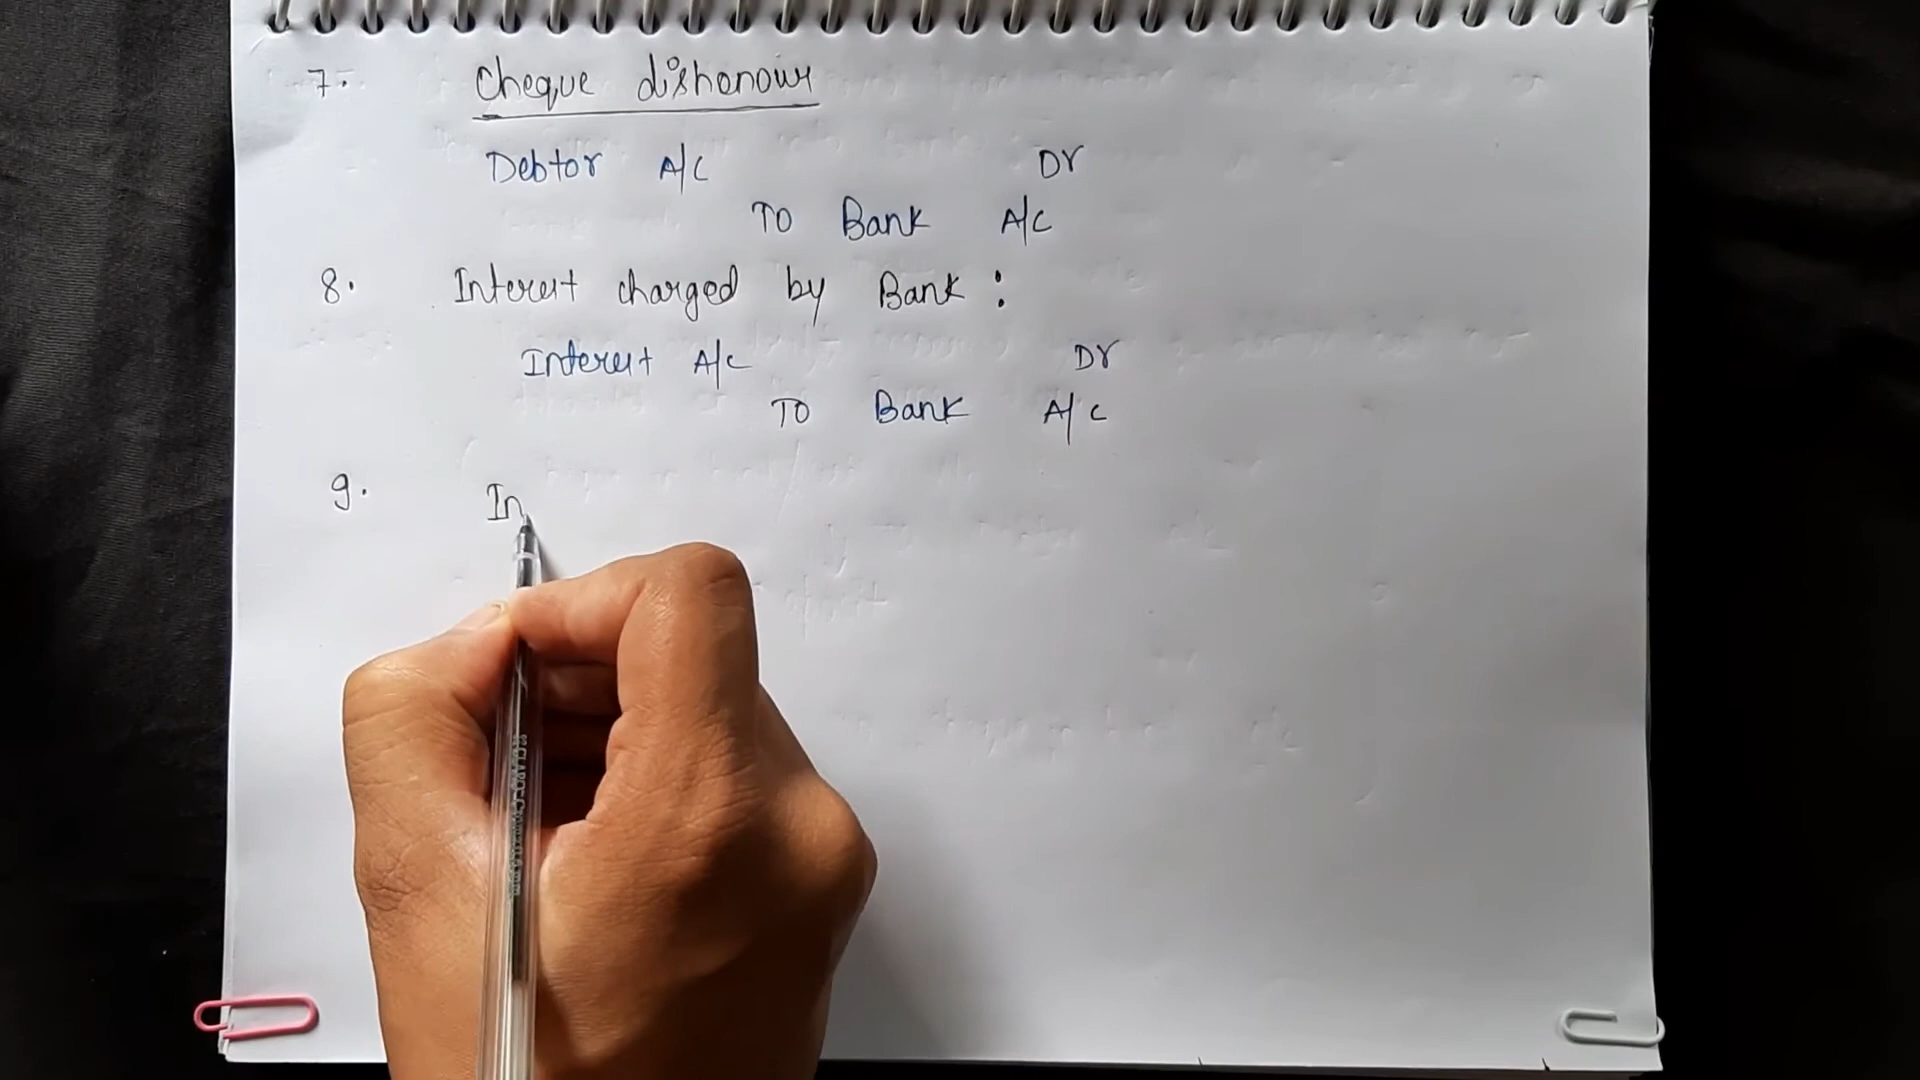 7. Cheque dishonour
Debtor A/C Dr
To Bank A/C
8. Interest charged by Bank :
Interest A/c Dr
To Bank A/c
9. In